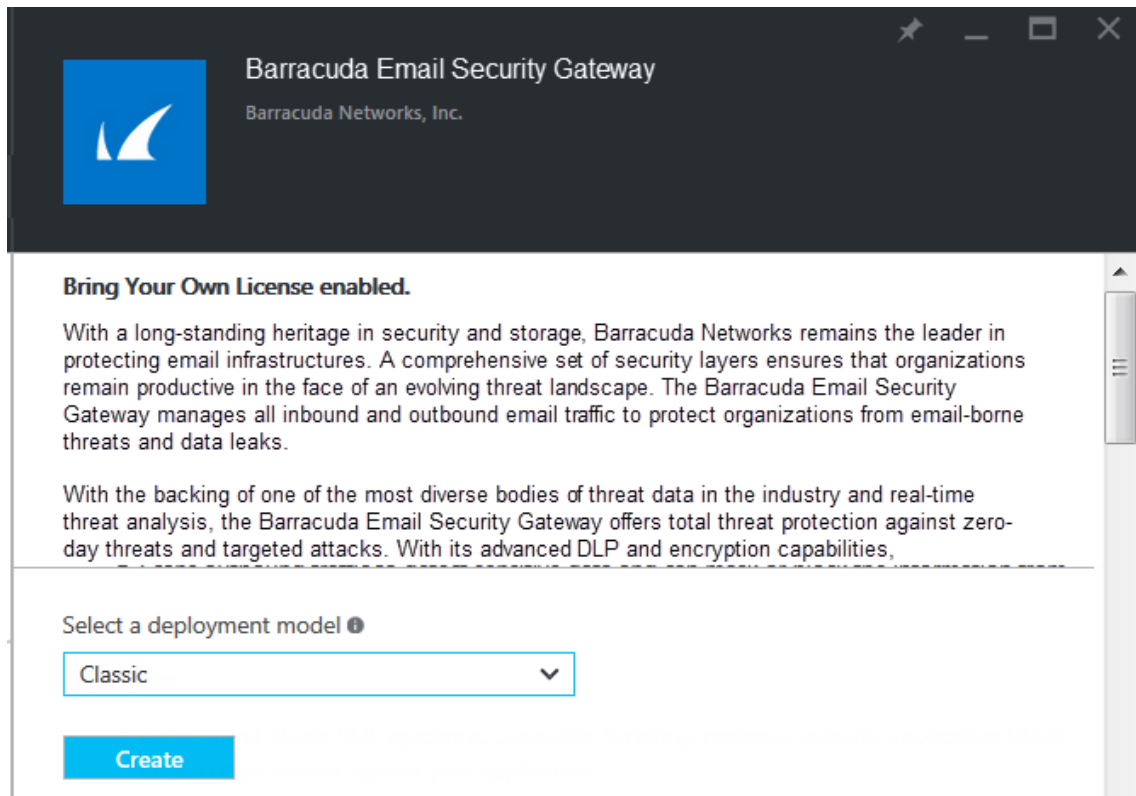 Barracuda Email Security Gateway
Barracuda Networks, Inc.
Bring Your Own License enabled.
With a long-standing heritage in security and storage, Barracuda Networks remains the leader in
protecting email infrastructures. A comprehensive set of security layers ensures that organizations
remain productive in the face of an evolving threat landscape. The Barracuda Email Security
Gateway manages all inbound and outbound email traffic to protect organizations from email-borne
threats and data leaks.
With the backing of one of the most diverse bodies of threat data in the industry and real-time
threat analysis, the Barracuda Email Security Gateway offers total threat protection against zero-
day threats and targeted attacks. With its advanced DLP and encryption capabilities,
Select a deployment model
Classic
Create